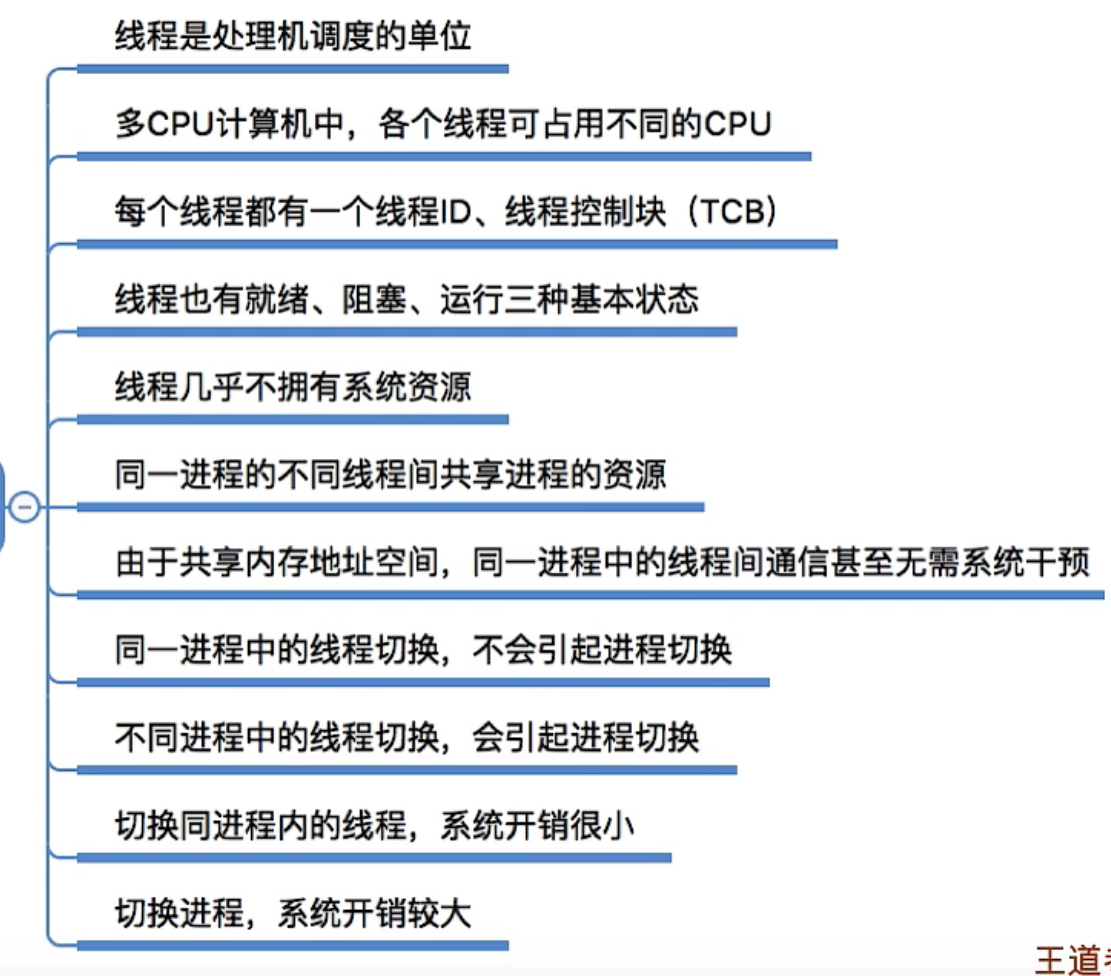 线程是处理机调度的单位
多CPU计算机中，各个线程可占用不同的CPU
每个线程都有一个线程ID、线程控制块（TCB）
线程也有就绪、阻塞、运行三种基本状态
线程几乎不拥有系统资源
同一进程的不同线程间共享进程的资源
由于共享内存地址空间，同一进程中的线程间通信甚至无需系统干预
同一进程中的线程切换，不会引起进程切换
不同进程中的线程切换，会引起进程切换
切换同进程内的线程，系统开销很小
切换进程，系统开销较大
王道